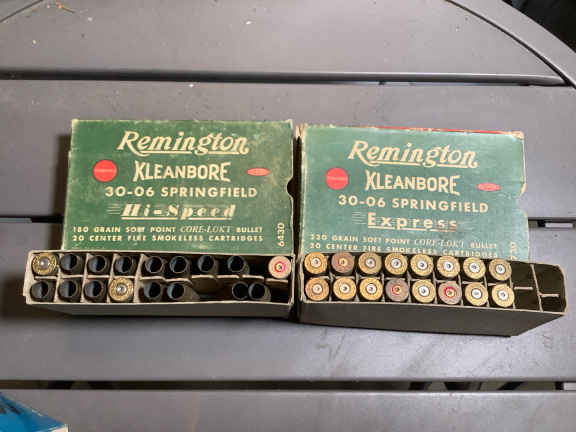 Remington
KLEANBORE
30-06 SPRINGFIELD
Hi-Speed
180 GRAIN SOFT POINT CORE-LOKT BULLET
20 CENTER FIRE SMOKELESS CARTRIDGES
6430
Remington
KLEANBORE
30-06 SPRINGFIELD
Express
220 GRAIN SOFT POINT CORE-LOKT BULLET
20 CENTER FIRE SMOKELESS CARTRIDGES